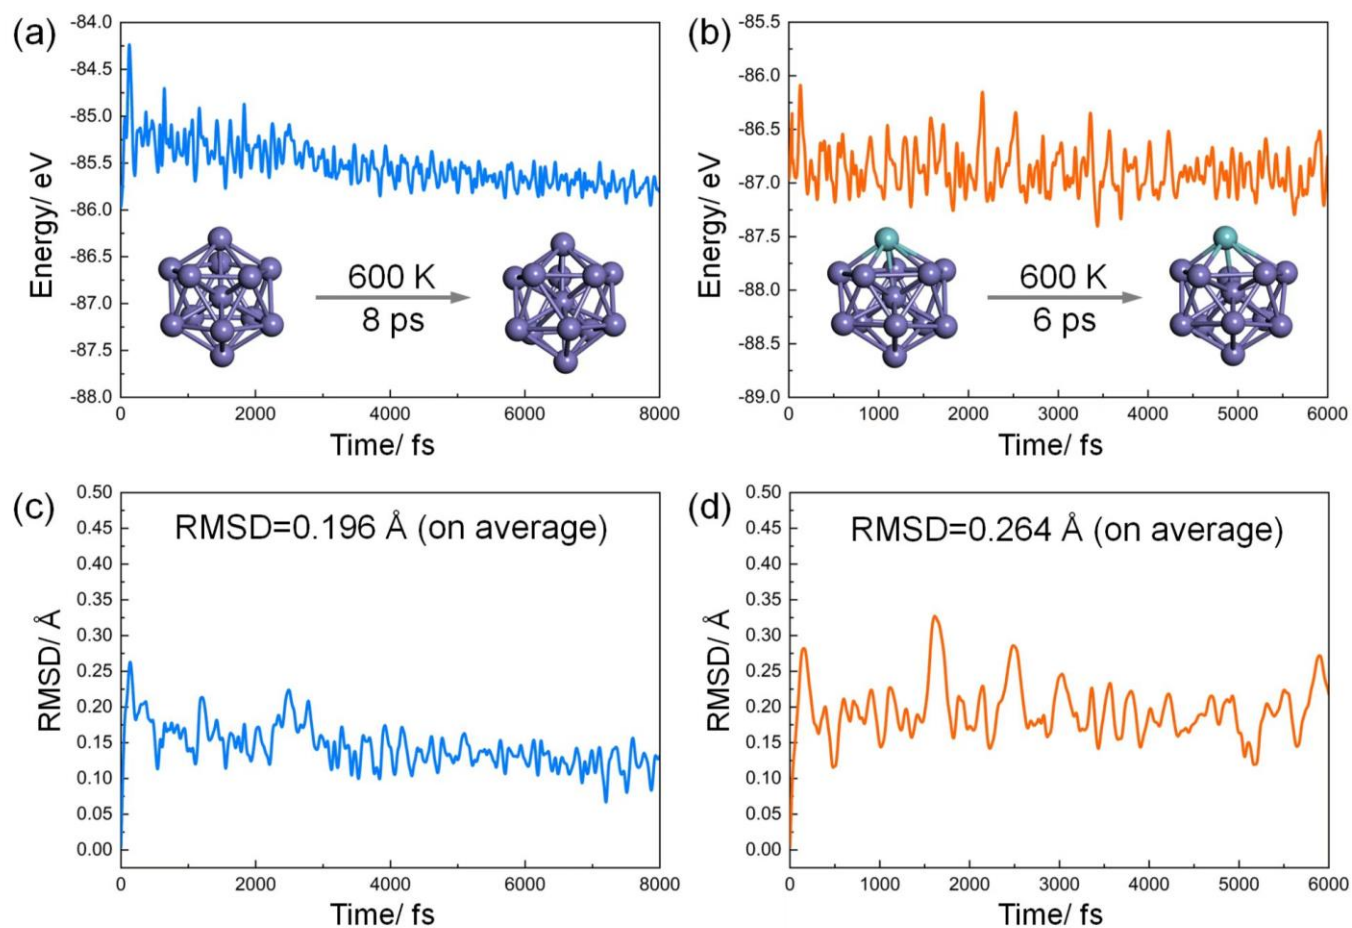 (a)
-84.0
-84.5
-85.0
-85.5
-86.0
-86.5
-87.0
-87.5
-88.0
Energy/ eV
600 K
8 ps
0 2000 4000 6000 8000
Time/ fs
(b)
-85.5
-86.0
-86.5
-87.0
-87.5
-88.0
-88.5
-89.0
Energy/ eV
600 K
6 ps
0 1000 2000 3000 4000 5000 6000
Time/ fs
(c)
0.50
0.45
0.40
0.35
0.30
0.25
0.20
0.15
0.10
0.05
0.00
RMSD/ Å
RMSD=0.196 Å (on average)
0 2000 4000 6000 8000
Time/ fs
(d)
0.50
0.45
0.40
0.35
0.30
0.25
0.20
0.15
0.10
0.05
0.00
RMSD/ Å
RMSD=0.264 Å (on average)
0 1000 2000 3000 4000 5000 6000
Time/ fs